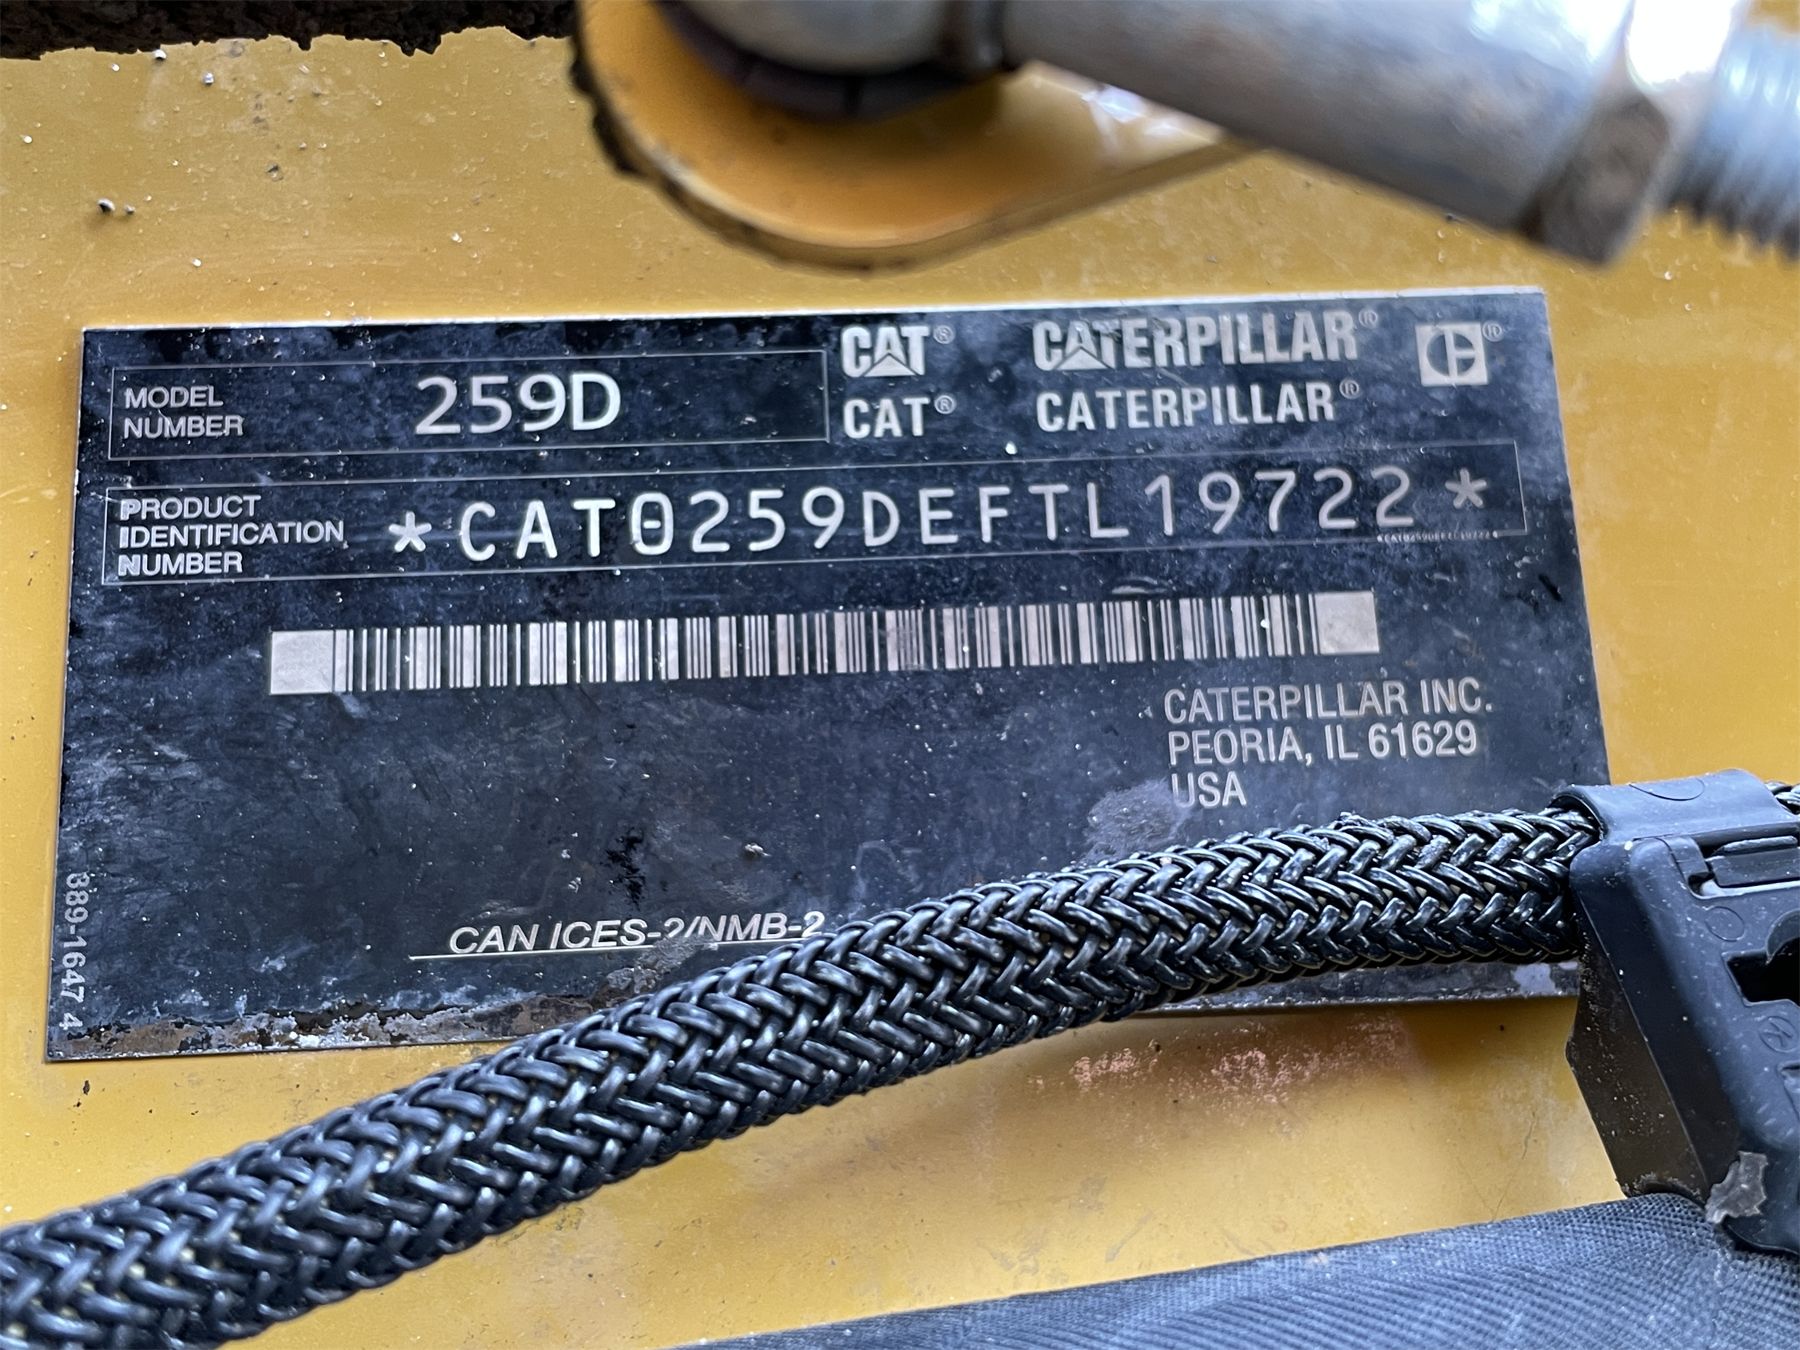 CAT® CATERPILLAR® C®
MODEL NUMBER 259D
CAT® CATERPILLAR®
PRODUCT IDENTIFICATION NUMBER *CAT0259DEFTL19722*
*CAT0259DEFTL19722*
CATERPILLAR INC.
PEORIA, IL 61629
USA
CAN ICES-2/NMB-2
389-1647 4